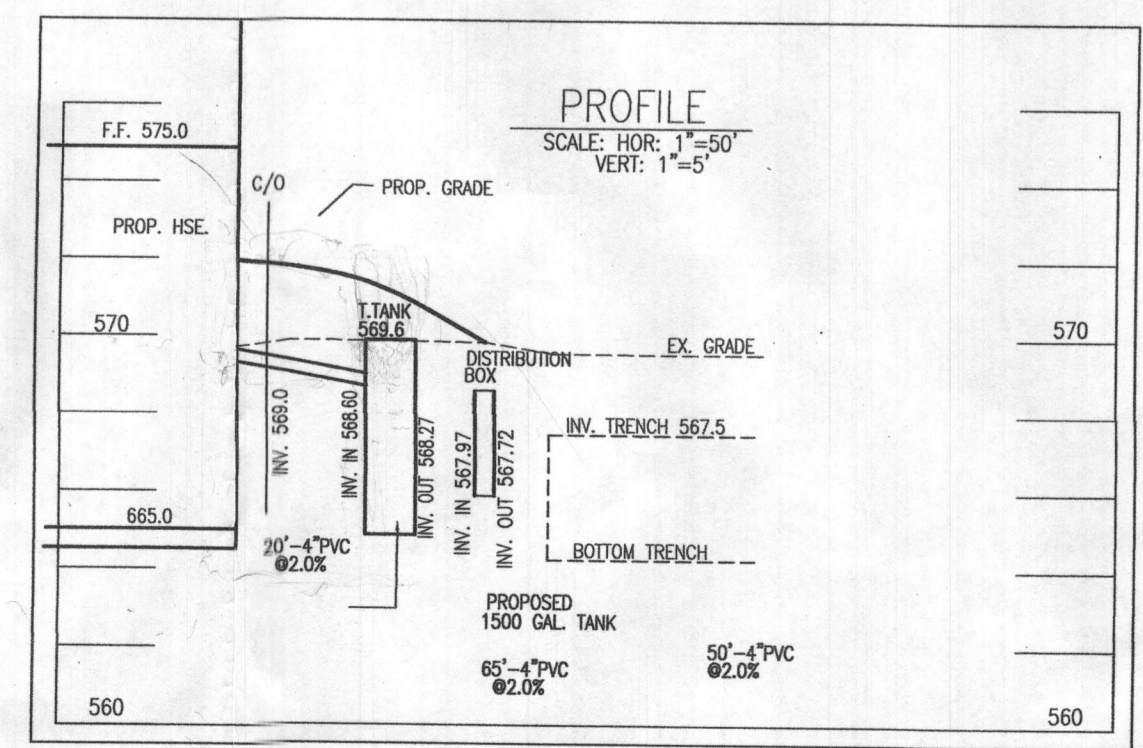 PROFILE
SCALE: HOR: 1"=50'
VERT: 1"=5'
F.F. 575.0
C/O
PROP. GRADE
PROP. HSE.
570
T.TANK
569.6
570
EX. GRADE
DISTRIBUTION
BOX
INV. 569.0
INV. IN 568.60
INV. OUT 568.27
INV. IN 567.97
INV. OUT 567.72
INV. TRENCH 567.5
665.0
20'-4"PVC
@2.0%
BOTTOM TRENCH
PROPOSED
1500 GAL. TANK
65'-4"PVC
@2.0%
50'-4"PVC
@2.0%
560
560